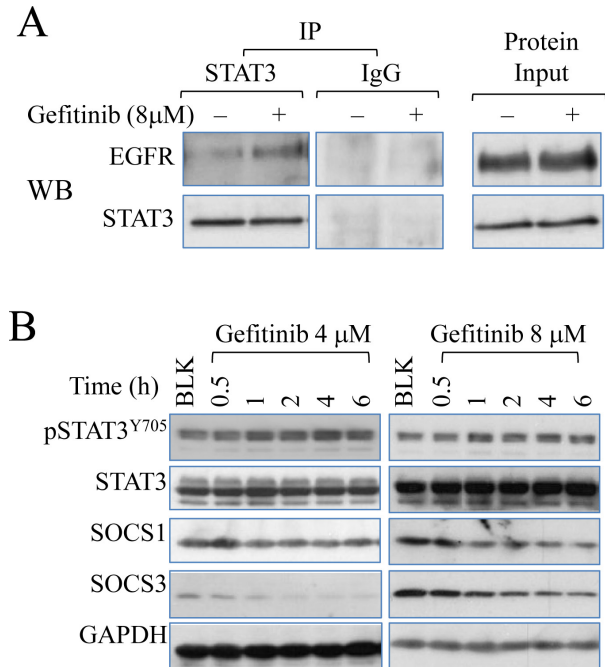 A
IP
STAT3 IgG Protein Input
Gefitinib (8μM) – + – + – +
EGFR
WB
STAT3
B
Gefitinib 4 μM Gefitinib 8 μM
Time (h) BLK 0.5 1 2 4 6 BLK 0.5 1 2 4 6
pSTAT3Y705
STAT3
SOCS1
SOCS3
GAPDH